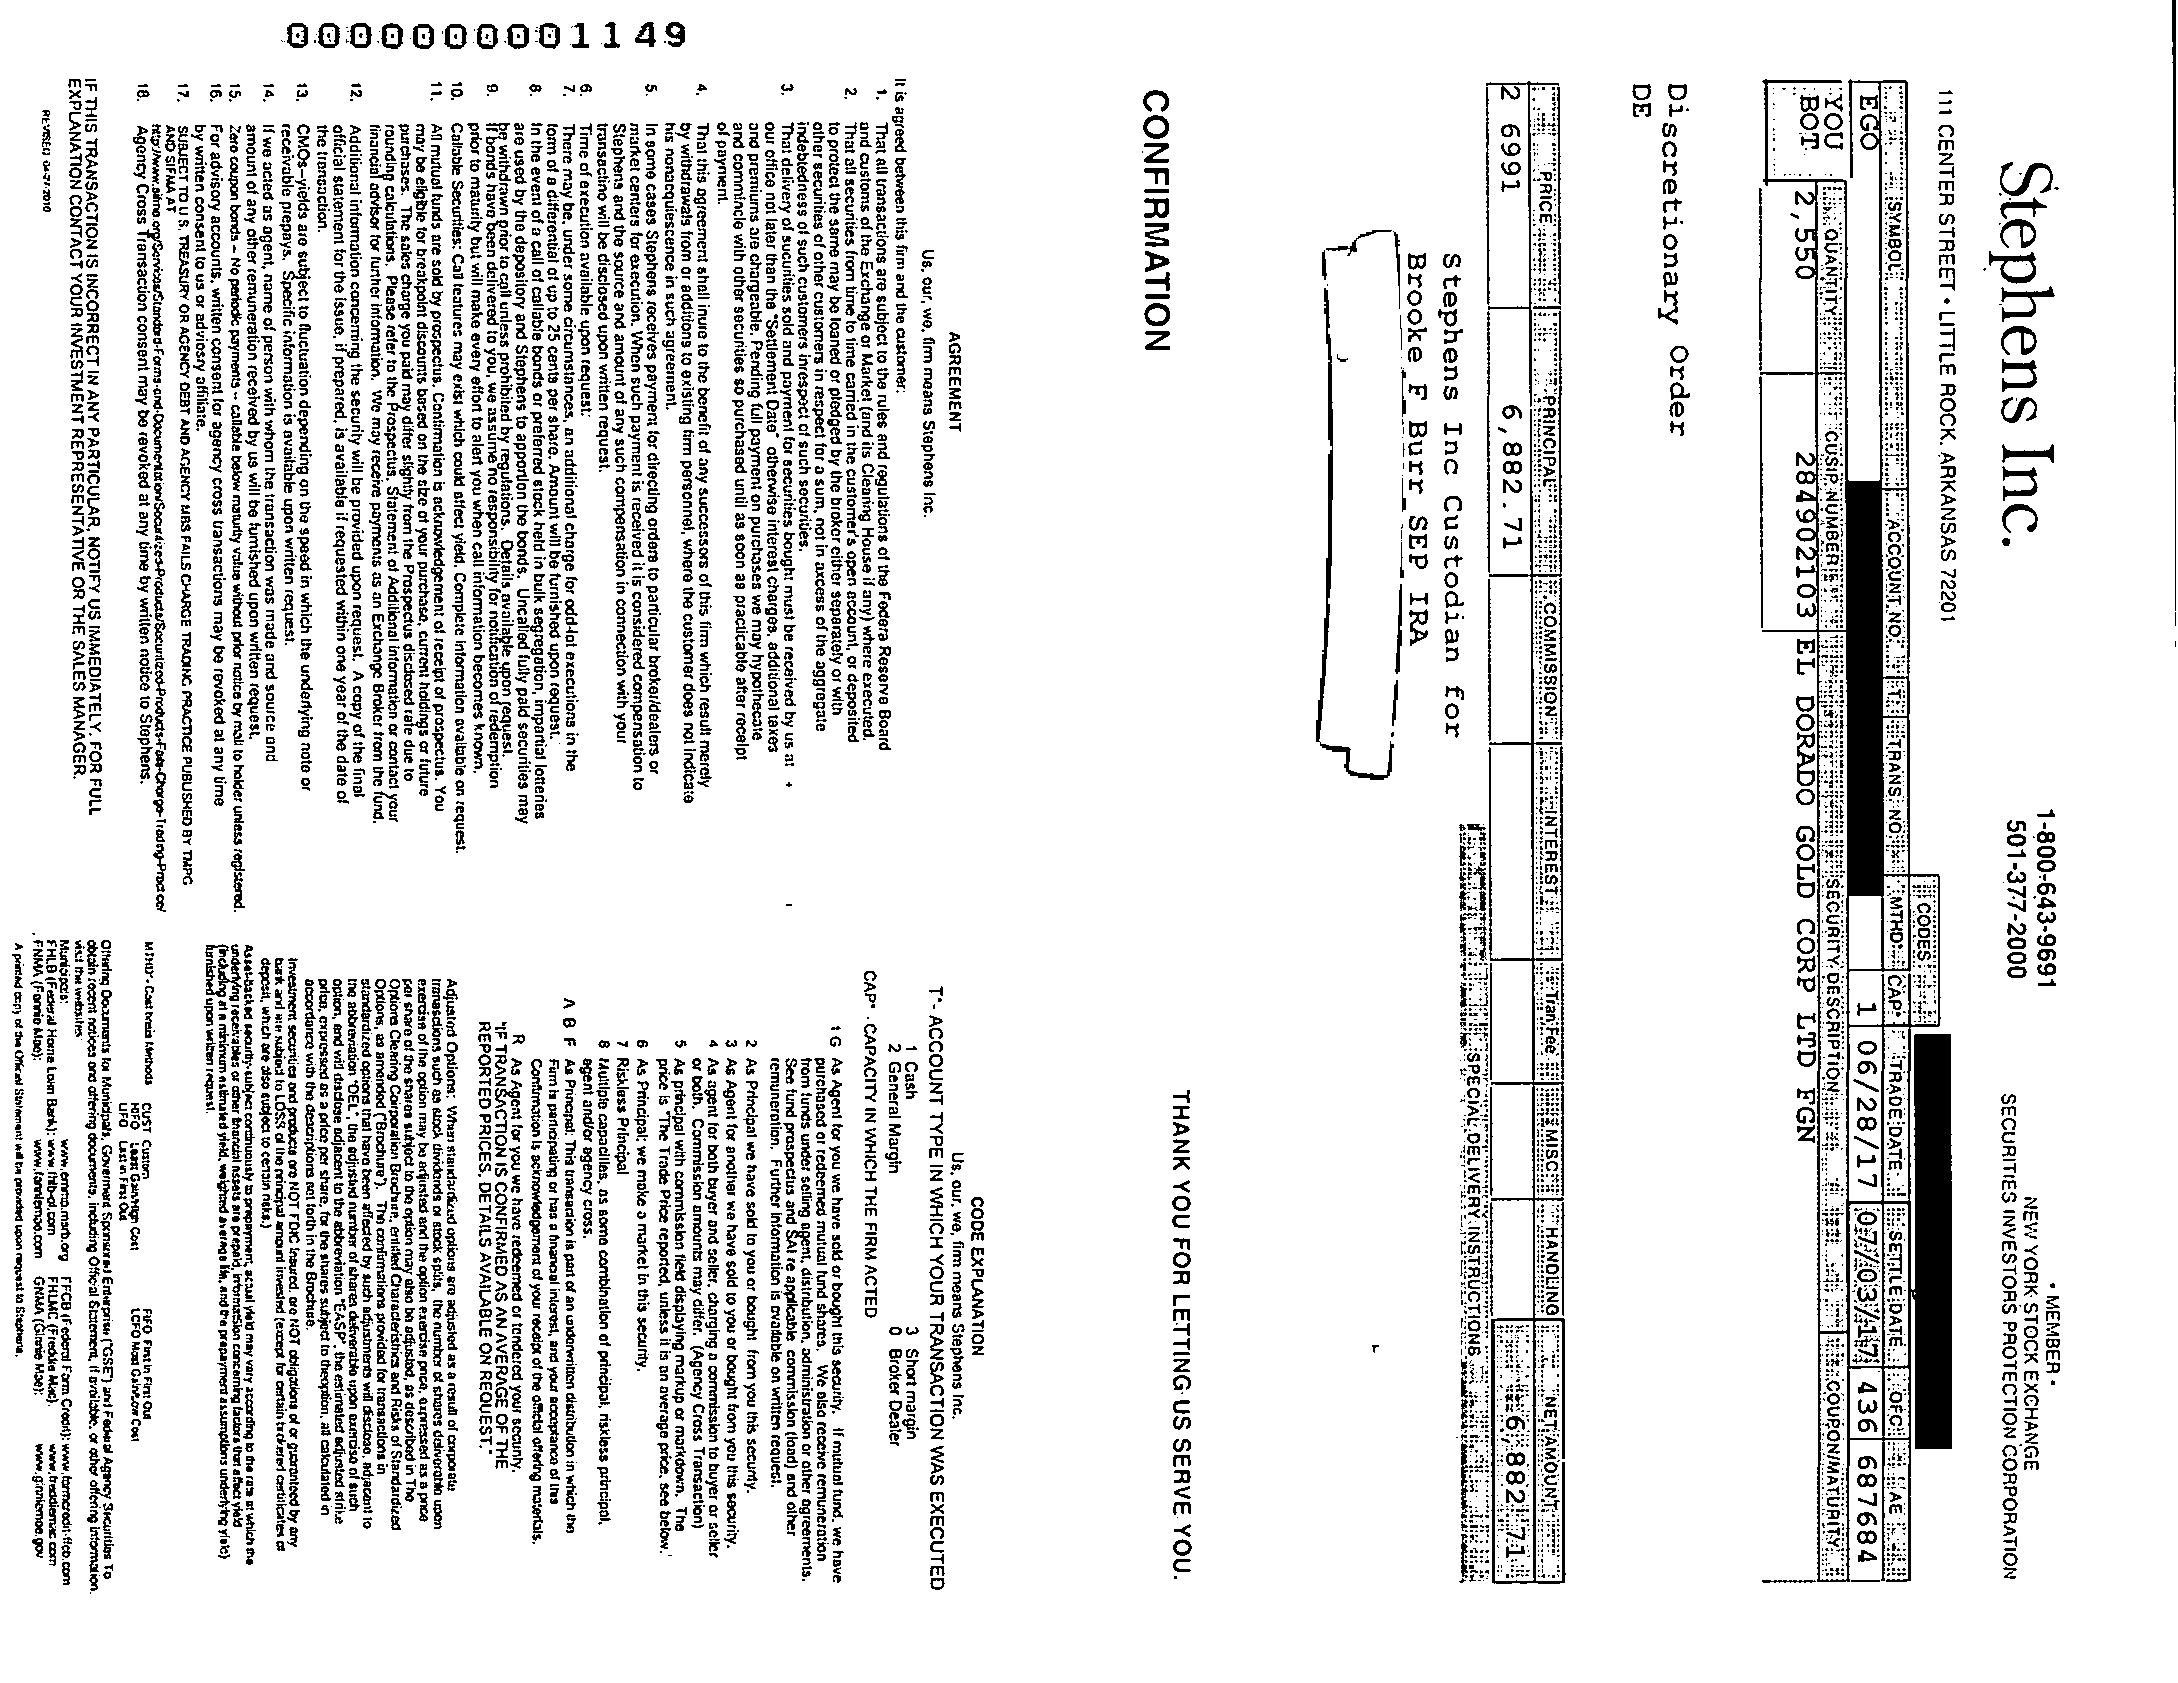 Stephens Inc.
111 CENTER STREET • LITTLE ROCK, ARKANSAS 72201
1-800-643-9691
501-377-2000
• MEMBER •
NEW YORK STOCK EXCHANGE
SECURITIES INVESTORS PROTECTION CORPORATION
CODES
SYMBOL ACCOUNT NO. T* TRANS NO MTHD* CAP* TRADE DATE SETTLE DATE OFC AE
EGO 1 06/28/17 07/03/17 436 687684
YOU BOT
QUANTITY CUSIP NUMBER SECURITY DESCRIPTION COUPON/MATURITY
2,550 284902103 EL DORADO GOLD CORP LTD FGN
Discretionary Order
DE
PRICE PRINCIPAL COMMISSION INTEREST Tran Fee MISC HANDLING NET AMOUNT
2 6991 6,882.71 6,882 71
SPECIAL DELIVERY INSTRUCTIONS
Stephens Inc Custodian for
Brooke F Burr SEP IRA
CONFIRMATION
THANK YOU FOR LETTING US SERVE YOU.
AGREEMENT
Us, our, we, firm means Stephens Inc.
It is agreed between this firm and the customer:
1. That all transactions are subject to the rules and regulations of the Federa Reserve Board
and customs of the Exchange or Market (and its Clearing House if any) where executed.
2. That all securities from time to time carried in the customer's open account, or deposited
to protect the same may be loaned or pledged by the broker either separately or with
other securities of other customers in respect for a sum, not in axcess of the aggregate
indebtedness of such customers inrespect of such securities.
3. That delivery of securities sold and payment for securities bought must be received by us at
our office not later than the "Settlement Date" otherwise interest charges, additional taxes
and premiums are chargeable. Pending full payment on purchases we may hypothecate
and commincle with other securities so purchased until as soon as practicable after receipt
of payment.
4. That this agreement shall inure to the benefit of any successors of this firm which result merely
by withdrawals from or additions to existing firm personnel, where the customer does not indicate
his nonacquiescence in such agreement.
5. In some cases Stephens receives payment for directing orders to particular broker/dealers or
market centers for execution. When such payment is received it is considered compensation to
Stephens and the source and amount of any such compensation in connection with your
transactino will be disclosed upon written request.
6. Time of execution available upon request:
7. There may be, under some circumstances, an additional charge for odd-lot executions in the
form of a differential of up to 25 cents per share. Amount will be furnished upon request.
8. In the event of a call of callable bonds or preferred stock held in bulk segregation, impartial lotteries
are used by the depository and Stephens to apportion the bonds. Uncalled fully paid securities may
be withdrawn prior to call unless prohibited by regulations. Details available upon request.
9. If bonds have been delivered to you, we assume no responsibility for notification of redemption
prior to maturity but will make every effort to alert you when call information becomes known.
10. Callable Securities: Call features may exist which could affect yield. Complete information available on request.
11. All mutual funds are sold by prospectus. Confirmation is acknowledgement of receipt of prospectus. You
may be eligible for breakpoint discounts based on the size of your purchase, current holdings or future
purchases. The sales charge you paid may differ slightly from the Prospectus disclosed rate due to
rounding calculations. Please refer to the Prospectus, Statement of Additional Information or contact your
financial advisor for further information. We may receive payments as an Exchange Broker from the fund.
12. Additional information concerning the security will be provided upon request. A copy of the final
official statement for the issue, if prepared, is available if requested within one year of the date of
the trancaction.
13. CMOs–yields are subject to fluctuation depending on the speed in which the underlying note or
receivable prepays. Specific information is available upon written request.
14. If we acted as agent, name of person with whom the transaction was made and source and
amount of any other remuneration received by us will be furnished upon written request.
15. Zero coupon bonds – No periodic payments – callable below maturity value without prior notice by mail to holder unless registered.
16. For advisory accounts, written consent for agency cross transactions may be revoked at any time
by written consent to us or adviosry affiliate.
17. SUBJECT TO U.S. TREASURY OR AGENCY DEBT AND AGENCY MBS FAILS CHARGE TRADING PRACTICE PUBLISHED BY TMPG
AND SIFMA AT
http://www.sifma.org/Services/Standard-Forms-and-Documentation/Securitized-Products/Securitized-Products-Fails-Charge-Trading-Practice/
18. Agency Cross Transaction consent may be revoked at any time by written notice to Stephens.
IF THIS TRANSACTION IS INCORRECT IN ANY PARTICULAR, NOTIFY US IMMEDIATELY. FOR FULL
EXPLANATION CONTACT YOUR INVESTMENT REPRESENTATIVE OR THE SALES MANAGER.
REVISED
CODE EXPLANATION
Us, our, we, firm means Stephens Inc.
T* - ACCOUNT TYPE IN WHICH YOUR TRANSACTION WAS EXECUTED
1 Cash 3 Short margin
2 General Margin 0 Broker Dealer
CAP* - CAPACITY IN WHICH THE FIRM ACTED
1G As Agent for you we have sold or bought this security. If mutual fund, we have
purchased or redeemed mutual fund shares. We also receive remuneration
from funds under selling agent, distribution, administration or other agreements.
See fund prospectus and SAI re applicable commission (load) and other
remuneration. Further information is available on written request.
2 As Principal we have sold to you or bought from you this security.
3 As Agent for another we have sold to you or bought from you this security.
4 As agent for both buyer and seller, charging a commission to buyer or seller
or both. Commission amounts may differ. (Agency Cross Transaction)
5 As principal with commission field displaying markup or markdown. The
price is "The Trade Price reported, unless it is an average price, see below."
6 As Principal; we make a market in this security.
7 Riskless Principal
8 Multiple capacities, as some combination of principal, riskless principal,
agent and/or agency cross.
A B F As Principal: This transaction is part of an underwritten distribution in which the
Firm is participating or has a financial interest, and your acceptance of this
Confirmation is acknowledgement of your receipt of the official offering materials.
R As Agent for you we have redeemed or tendered your security.
"IF TRANSACTION IS CONFIRMED AS AN AVERAGE OF THE
REPORTED PRICES, DETAILS AVAILABLE ON REQUEST."
Adjusted Options: When standardized options are adjusted as a result of corporate
transactions such as stock dividends or stock splits, the number of shares deliverable upon
exercise of the option may be adjusted and the option exercise price, expressed as a price
per share of the shares subject to the option may also be adjusted, as described in The
Options Clearing Corporation Brochure, entitled Characteristics and Risks of Standardized
Options, as amended ("Brochure"). The confirmations provided for transactions in
standardized options that have been affected by such adjustments will disclose, adjacent to
the abbreviation "DEL", the adjusted number of shares deliverable upon exercise of such
option, and will disclose adjacent to the abbreviation "EASP", the estimated adjusted strike
price, expressed as a price per share, for the shares subject to theoption, all calculated in
accordance with the descriptions set forth in the Brochure.
Investment securities and products are NOT FDIC Insured, are NOT obligations of or guaranteed by any
bank and are subject to LOSS of the principal amount invested (except for certain brokered certificates of
deposit, which are also subject to certain risks.)
Asset-backed security-subject continuously to prepayment, actual yield may vary according to the rate at which the
underlying receivables or other financial assets are prepaid, information concerning factors that affect yield
(including at a minimum estimated yield, weighted average life, and the prepayment assumptions underlying yield)
furnished upon written request.
MTHD* - Cost basis Methods CUST Custom FIFO First in First Out
HIFO Least Gain/High Cost LCFO Most Gain/Low Cost
LIFO Last in First Out
Offering Documents for Municipals, Government Sponsored Enterprise ("GSE") and Federal Agency Securities To
obtain recent notices and offering documents, including Official Statement, if available, or other offering information,
visit the websites
Municipals: www.emma.msrb.org FFCB (Federal Farm Credit): www.farmcredit-ffcb.com
FHLB (Federal Home Loan Bank): www.fhlb-of.com FHLMC (Freddie Mac): www.freddiemac.com
FNMA (Fannie Mae): www.fanniemae.com GNMA (Ginnie Mae): www.ginniemae.gov
A printed copy of the Official Statement will be provided upon request to Stephens.
000000001149